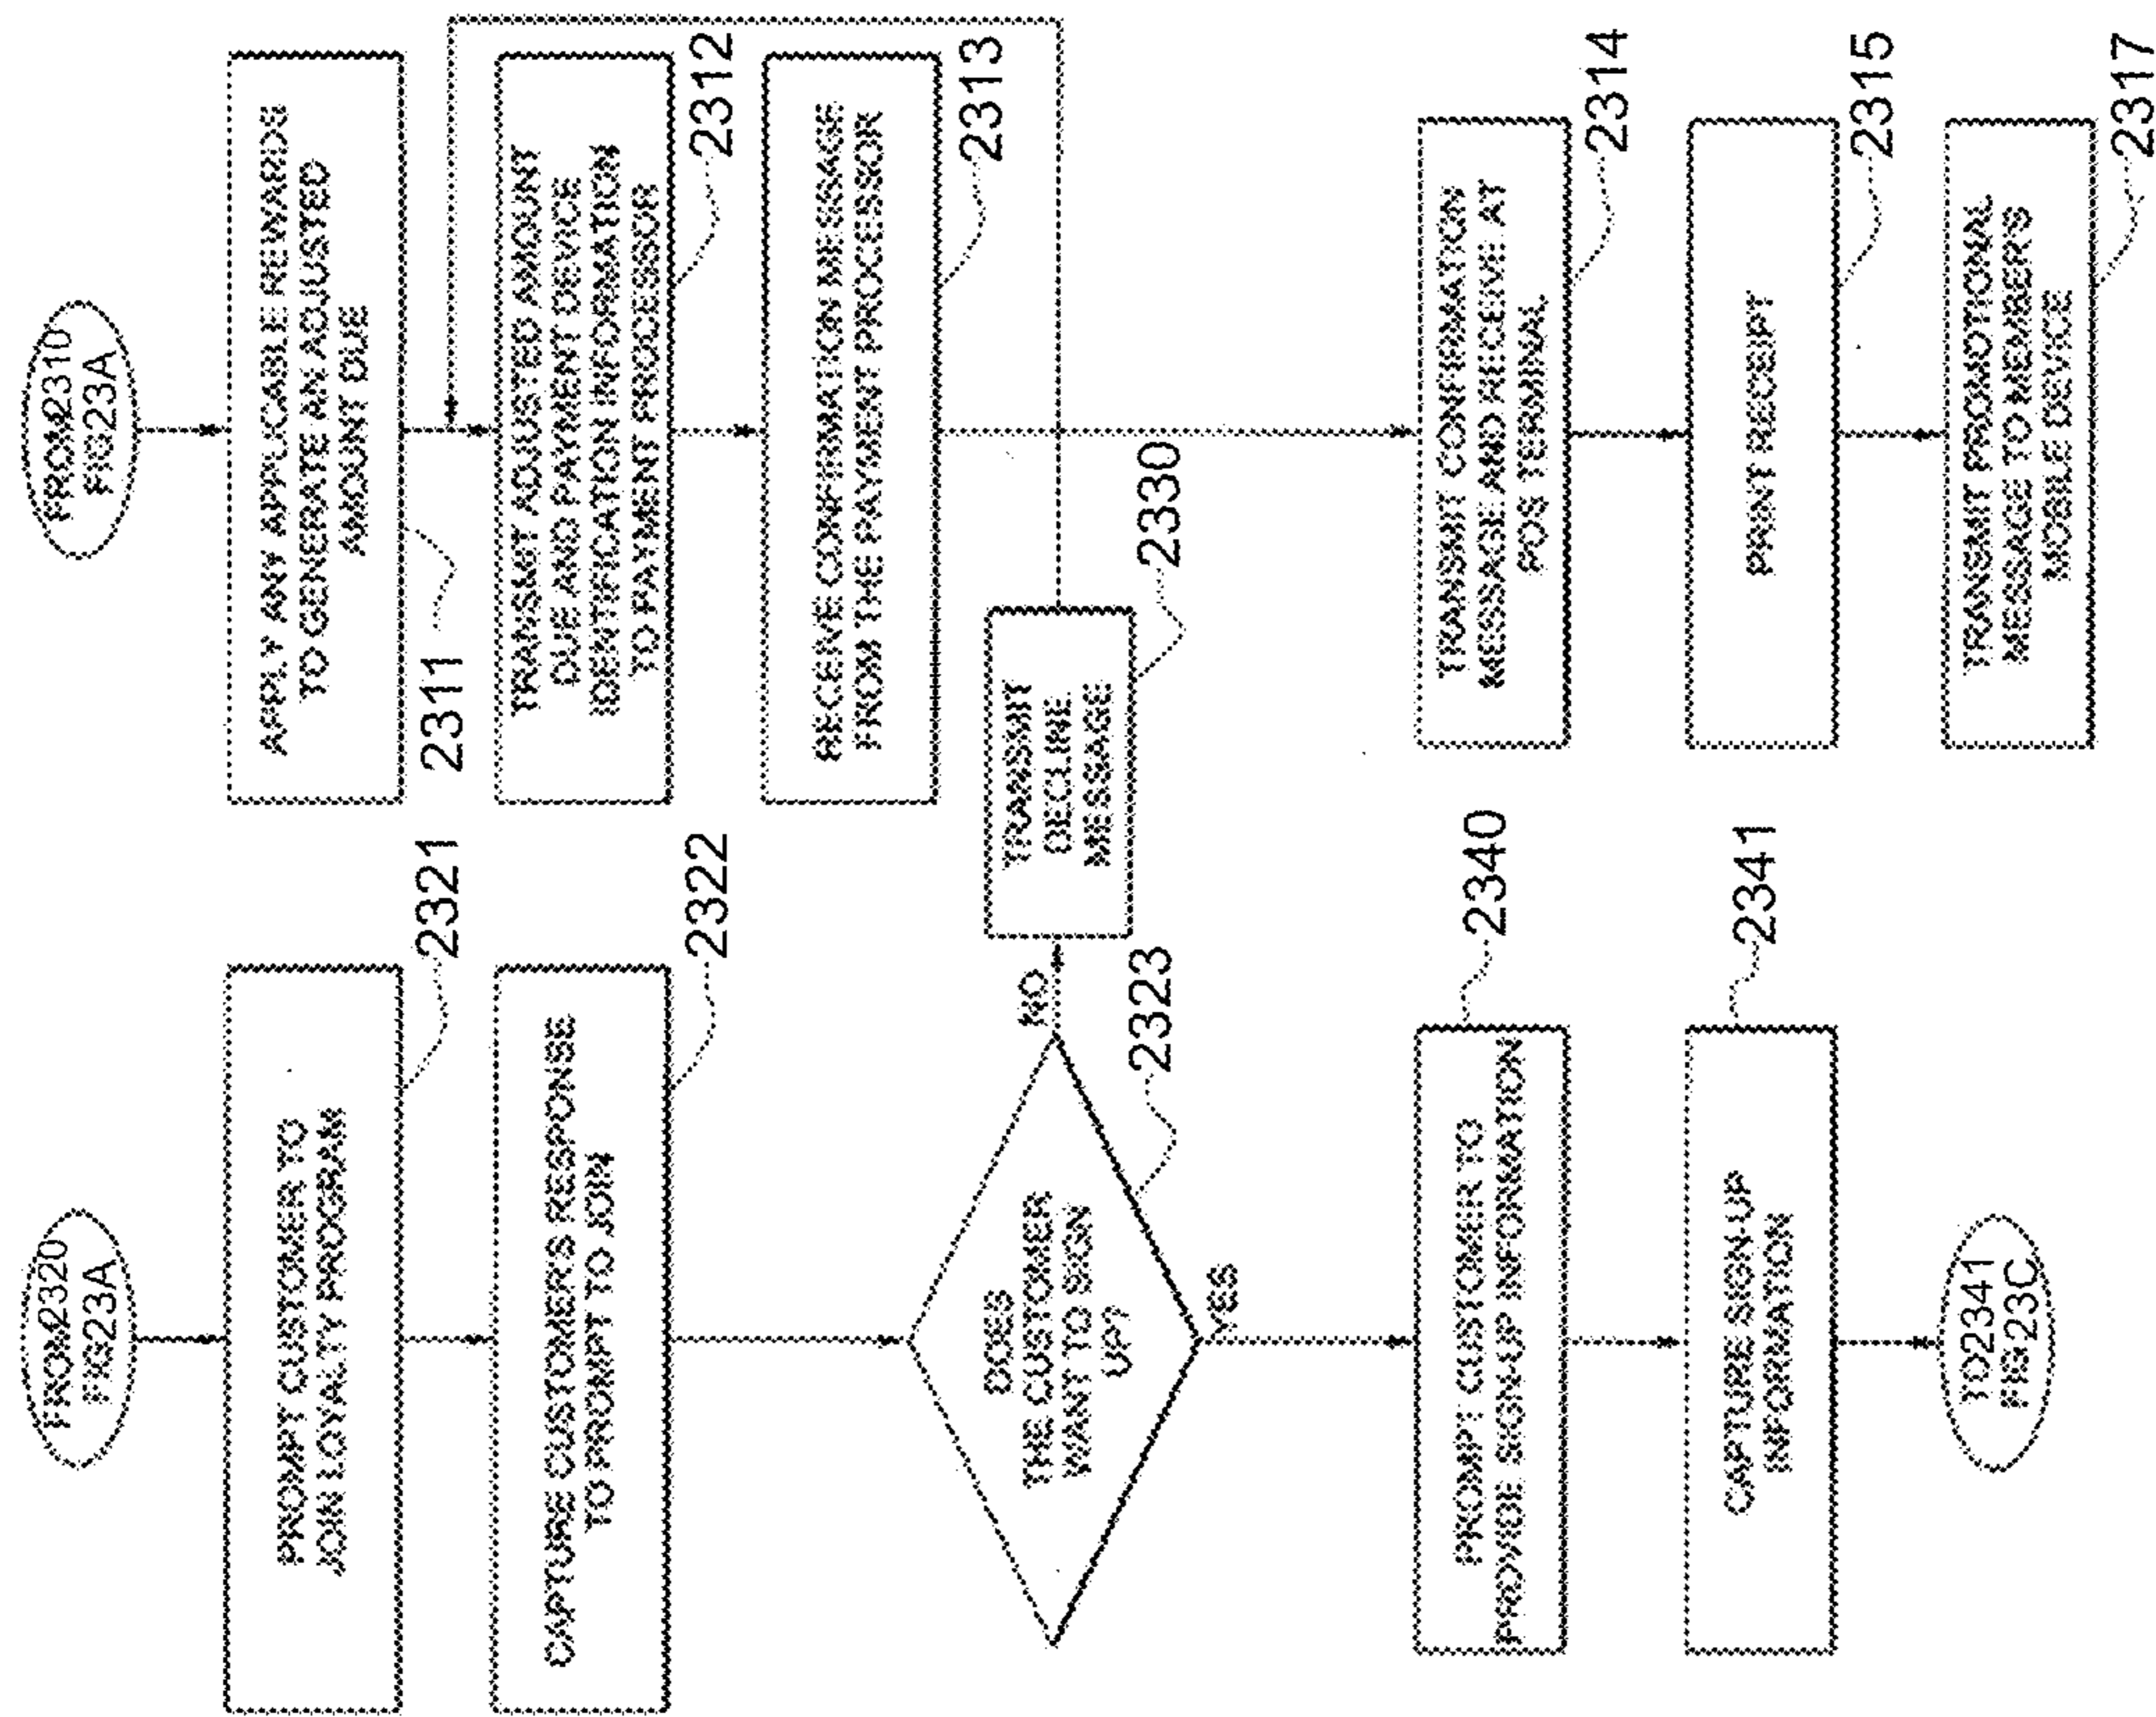 FROM2320
FIG23A
PROMPT CUSTOMER TO
JOIN LOYALTY PROGRAM
2321
CAPTURE CUSTOMERS RESPONSE
TO PROMPT TO JOIN
2322
DOES
THE CUSTOMER
WANT TO SIGN
UP?
2323
NO
YES
TRANSMIT
DECLINE
MESSAGE
2330
PROMPT CUSTOMER TO
PROVIDE SIGN-UP INFORMATION
2340
CAPTURE SIGN-UP
INFORMATION
2341
TO2341
FIG23C
FROM2310
FIG23A
APPLY ANY APPLICABLE REWARDS
TO GENERATE AN ADJUSTED
AMOUNT DUE
2311
TRANSMIT ADJUSTED AMOUNT
DUE AND PAYMENT DEVICE
IDENTIFICATION INFORMATION
TO PAYMENT PROCESSOR
2312
RECEIVE CONFIRMATION MESSAGE
FROM THE PAYMENT PROCESSOR
2313
TRANSMIT CONFIRMATION
MESSAGE AND RECEIVE AT
POS TERMINAL
2314
PRINT RECEIPT
2315
TRANSMIT PROMOTIONAL
MESSAGE TO MEMBERS
MOBILE DEVICE
2317